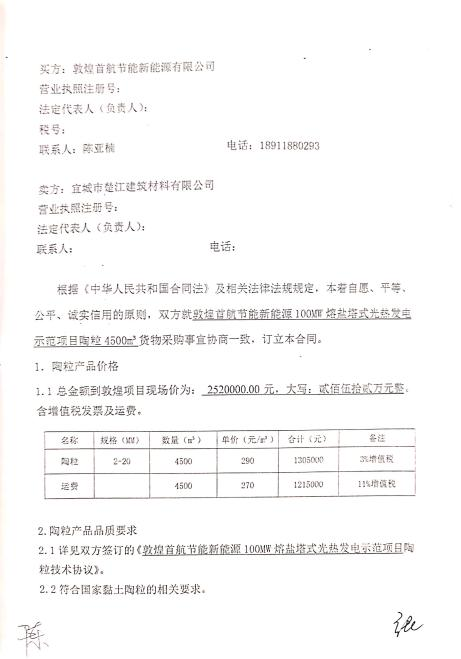 买方：敦煌首航节能新能源有限公司
营业执照注册号：
法定代表人（负责人）：
税号：
联系人：陈亚楠 电话：18911880293
卖方：宜城市楚江建筑材料有限公司
营业执照注册号：
法定代表人（负责人）：
联系人： 电话：
根据《中华人民共和国合同法》及相关法律法规规定，本着自愿、平等、
公平、诚实信用的原则，双方就敦煌首航节能新能源100MW熔盐塔式光热发电
示范项目陶粒4500m³货物采购事宜协商一致，订立本合同。
1．陶粒产品价格
1.1 总金额到敦煌项目现场价为：2520000.00 元，大写：贰佰伍拾贰万元整。
含增值税发票及运费。
名称 规格（MM） 数量（m³） 单价（元/m³） 合计（元） 备注
陶粒 2-20 4500 290 1305000 3%增值税
运费 4500 270 1215000 11%增值税
2.陶粒产品品质要求
2.1 详见双方签订的《敦煌首航节能新能源100MW熔盐塔式光热发电示范项目陶
粒技术协议》。
2.2 符合国家黏土陶粒的相关要求。
陈